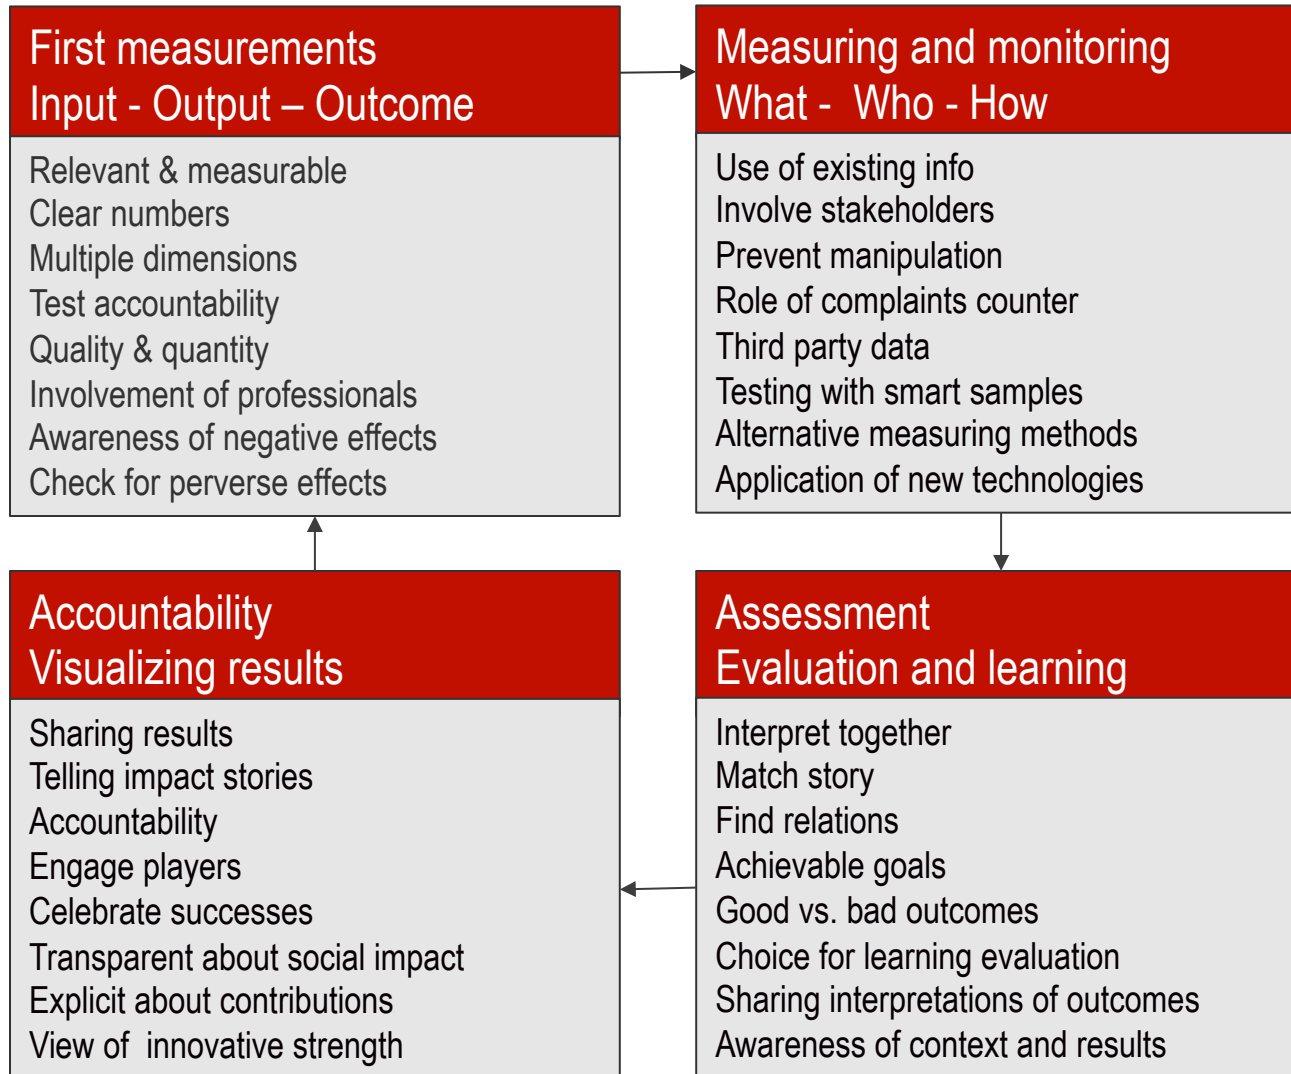 First measurements
Input - Output – Outcome
Relevant & measurable
Clear numbers
Multiple dimensions
Test accountability
Quality & quantity
Involvement of professionals
Awareness of negative effects
Check for perverse effects
Measuring and monitoring
What -  Who - How
Use of existing info
Involve stakeholders
Prevent manipulation
Role of complaints counter
Third party data
Testing with smart samples
Alternative measuring methods
Application of new technologies
Accountability
Visualizing results
Sharing results
Telling impact stories
Accountability
Engage players
Celebrate successes
Transparent about social impact
Explicit about contributions
View of  innovative strength
Assessment
Evaluation and learning
Interpret together
Match story
Find relations
Achievable goals
Good vs. bad outcomes
Choice for learning evaluation
Sharing interpretations of outcomes
Awareness of context and results